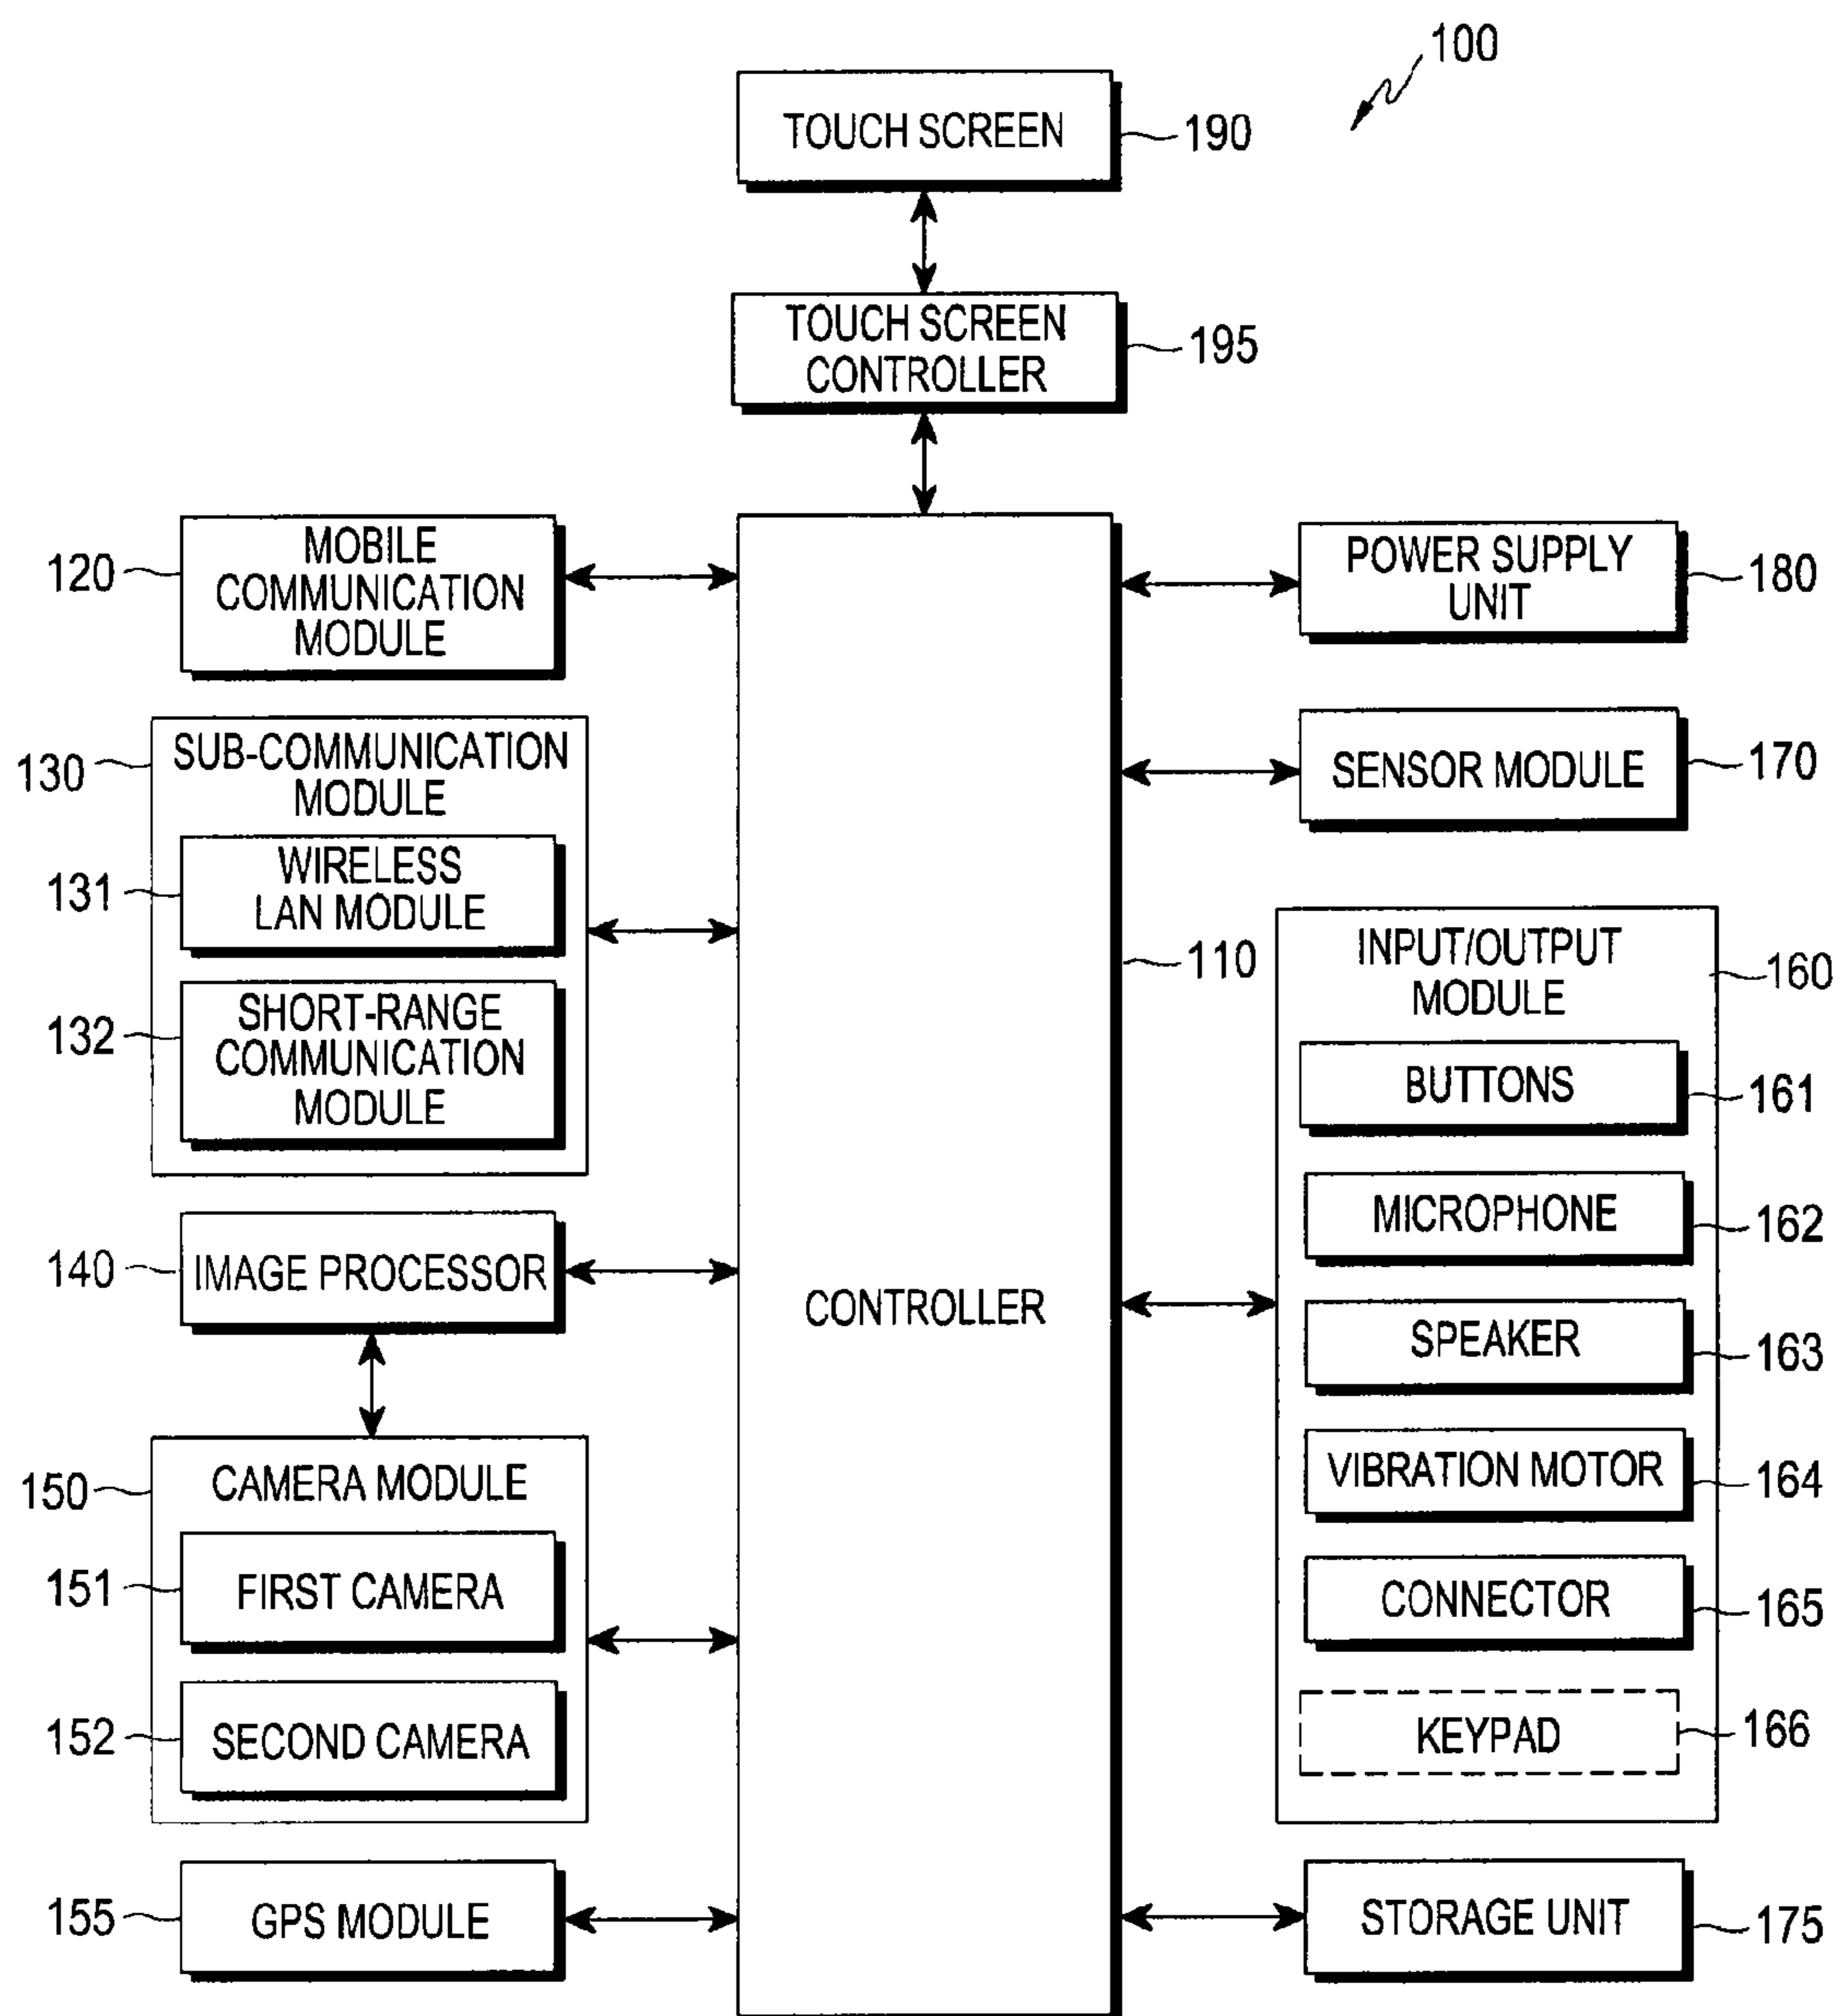 100
TOUCH SCREEN
190
TOUCH SCREEN
CONTROLLER
195
120
MOBILE
COMMUNICATION
MODULE
130
SUB-COMMUNICATION
MODULE
131
WIRELESS
LAN MODULE
132
SHORT-RANGE
COMMUNICATION
MODULE
140
IMAGE PROCESSOR
150
CAMERA MODULE
151
FIRST CAMERA
152
SECOND CAMERA
155
GPS MODULE
CONTROLLER
110
POWER SUPPLY
UNIT
180
SENSOR MODULE
170
INPUT/OUTPUT
MODULE
160
BUTTONS
161
MICROPHONE
162
SPEAKER
163
VIBRATION MOTOR
164
CONNECTOR
165
KEYPAD
166
STORAGE UNIT
175